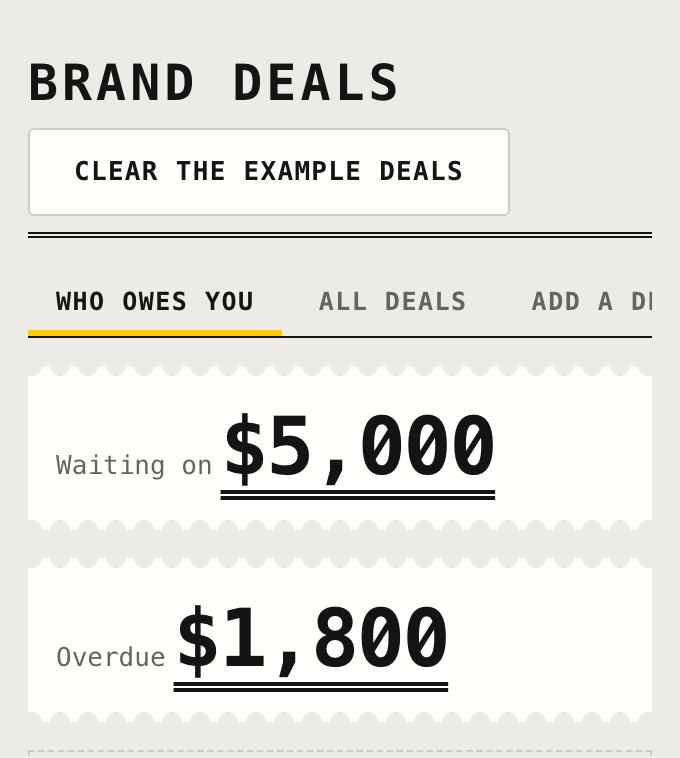 BRAND DEALS
CLEAR THE EXAMPLE DEALS
WHO OWES YOU ALL DEALS ADD A
Waiting on $5,000
Overdue $1,800